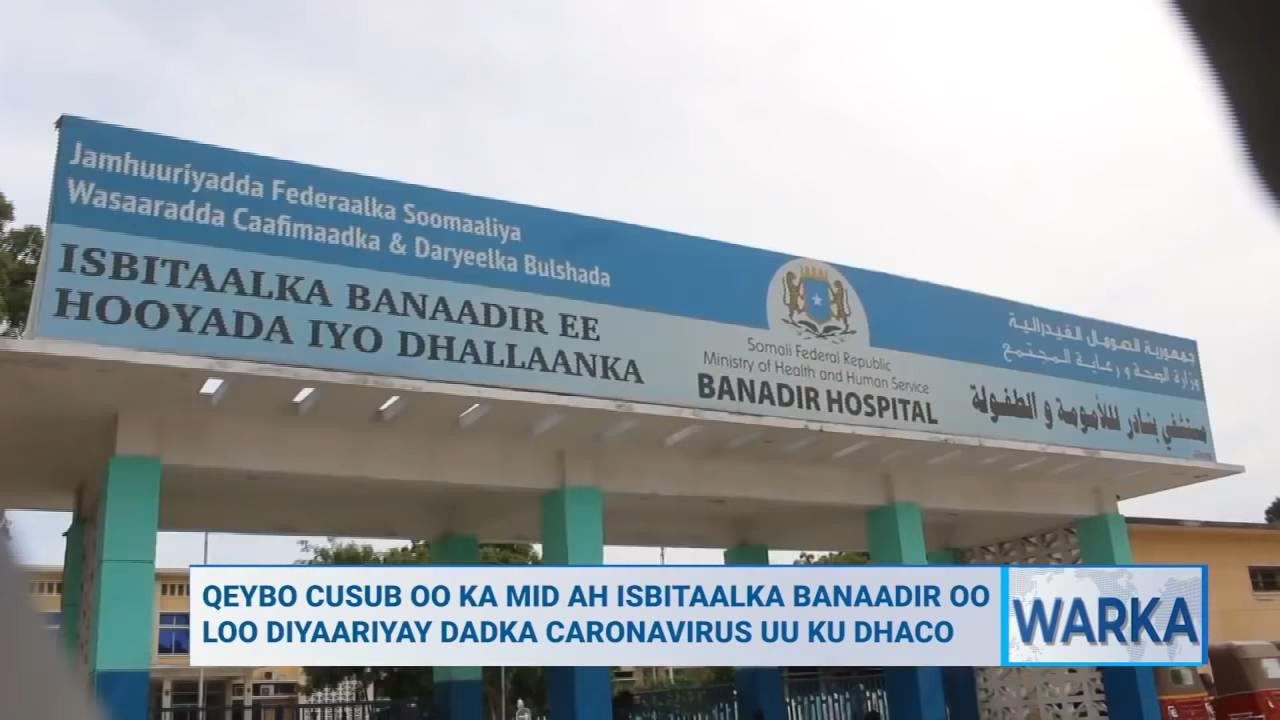 Jamhuuriyadda Federaalka Soomaaliya
Wasaaradda Caafimaadka & Daryeelka Bulshada
ISBITAALKA BANAADIR EE
HOOYADA IYO DHALLAANKA
Somali Federal Republic
Ministry of Health and Human Service
BANADIR HOSPITAL
جمهورية الصومال الفيدرالية
وزارة الصحة و رعاية المجتمع
مستشفي بنادر للأمومة و الطفولة
QEYBO CUSUB OO KA MID AH ISBITAALKA BANAADIR OO
LOO DIYAARIYAY DADKA CARONAVIRUS UU KU DHACO
WARKA